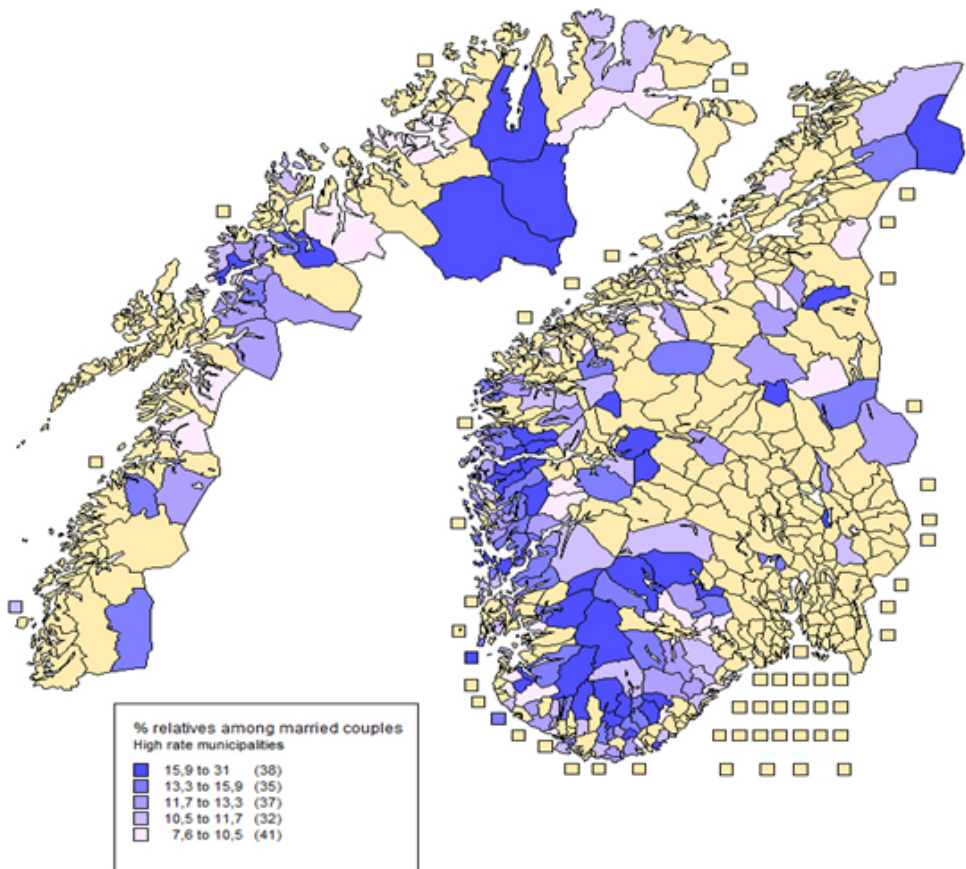 % relatives among married couples
High rate municipalities
15,9 to 31 (38)
13,3 to 15,9 (35)
11,7 to 13,3 (37)
10,5 to 11,7 (32)
7,6 to 10,5 (41)